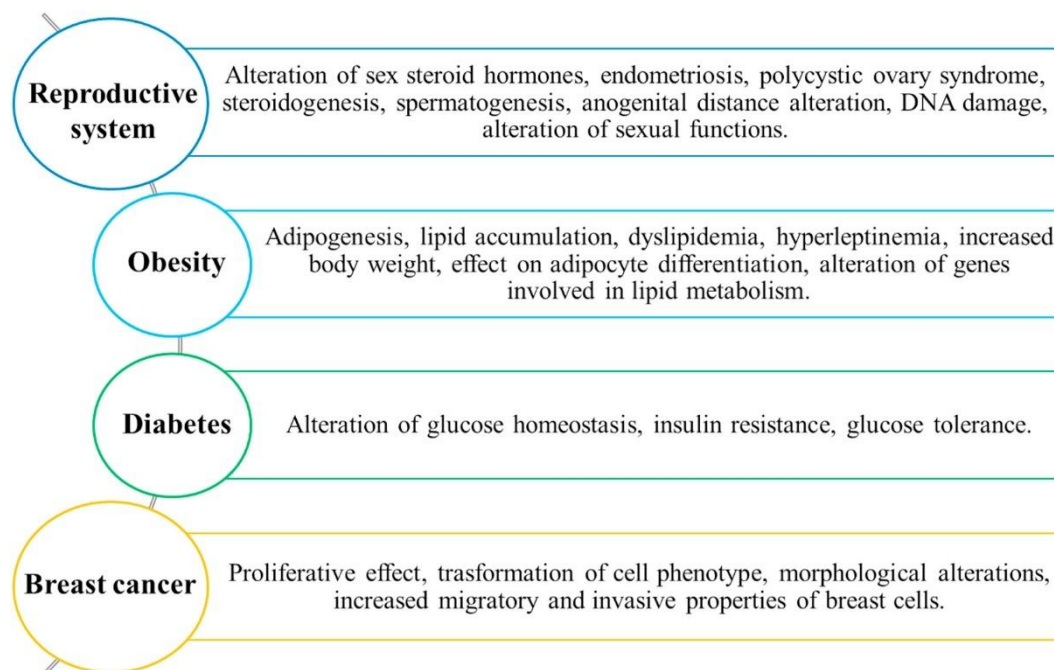 Reproductive
system
Alteration of sex steroid hormones, endometriosis, polycystic ovary syndrome,
steroidogenesis, spermatogenesis, anogenital distance alteration, DNA damage,
alteration of sexual functions.
Obesity
Adipogenesis, lipid accumulation, dyslipidemia, hyperleptinemia, increased
body weight, effect on adipocyte differentiation, alteration of genes
involved in lipid metabolism.
Diabetes
Alteration of glucose homeostasis, insulin resistance, glucose tolerance.
Breast cancer
Proliferative effect, trasformation of cell phenotype, morphological alterations,
increased migratory and invasive properties of breast cells.